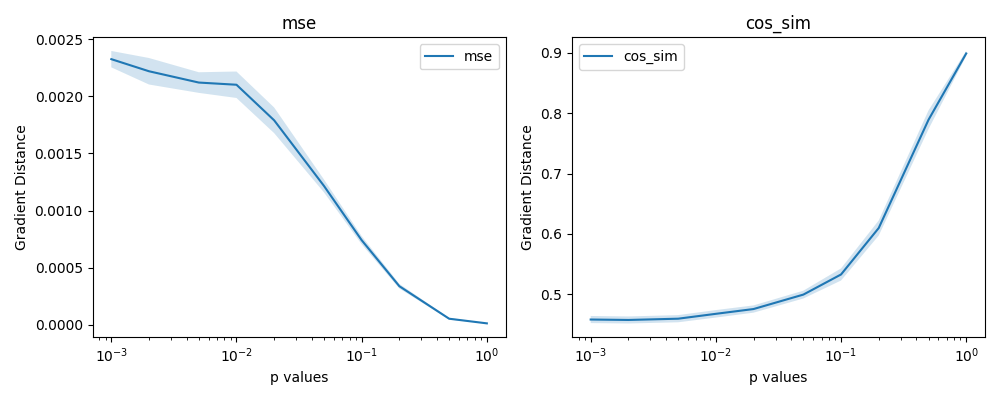 mse
0.0025
0.0020
0.0015
0.0010
0.0005
0.0000
Gradient Distance
10⁻³ 10⁻² 10⁻¹ 10⁰
p values
mse
cos_sim
0.9
0.8
0.7
0.6
0.5
Gradient Distance
10⁻³ 10⁻² 10⁻¹ 10⁰
p values
cos_sim